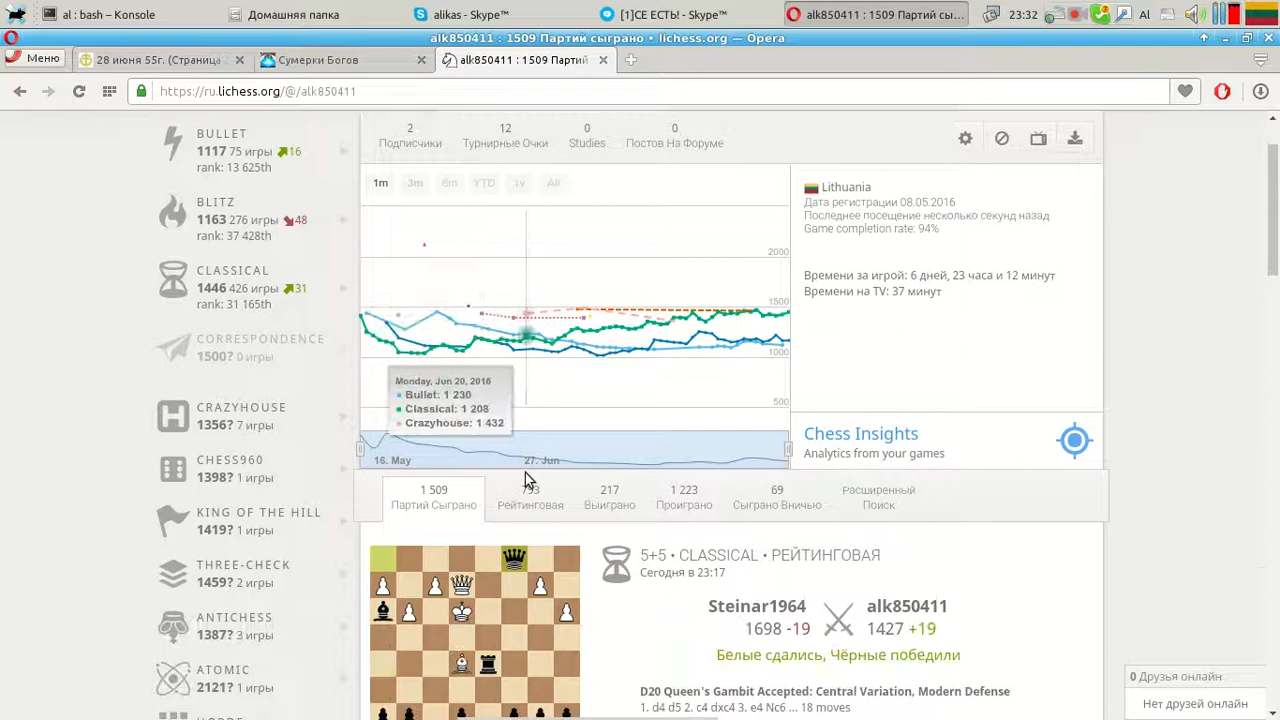 al : bash – Konsole
Домашняя папка
alikas - Skype™
[1]СЕ ЕСТЬ! - Skype™
alk850411 : 1509 Партий сы...
23:32
Al
alk850411 : 1509 Партий сыграно • lichess.org — Opera
Меню
28 июня 55г. (Страница
Сумерки Богов
alk850411 : 1509 Партий
https://ru.lichess.org/@/alk850411
BULLET
1117 75 игры 16
rank: 13 625th
BLITZ
1163 276 игры 48
rank: 37 428th
CLASSICAL
1446 426 игры 31
rank: 31 165th
CORRESPONDENCE
1500? 0 игры
CRAZYHOUSE
1356? 7 игры
CHESS960
1398? 1 игры
KING OF THE HILL
1419? 1 игры
THREE-CHECK
1459? 2 игры
ANTICHESS
1387? 3 игры
ATOMIC
2121? 1 игры
2
Подписчики
12
Турнирные Очки
0
Studies
0
Постов На Форуме
1m 3m 6m YTD 1y All
2000
1500
1000
500
Monday, Jun 20, 2016
Bullet: 1 230
Classical: 1 208
Crazyhouse: 1 432
16. May
27. Jun
Lithuania
Дата регистрации 08.05.2016
Последнее посещение несколько секунд назад
Game completion rate: 94%
Времени за игрой: 6 дней, 23 часа и 12 минут
Времени на TV: 37 минут
Chess Insights
Analytics from your games
1 509
Партий Сыграно
793
Рейтинговая
217
Выиграно
1 223
Проиграно
69
Сыграно Вничью
Расширенный
Поиск
5+5 • CLASSICAL • РЕЙТИНГОВАЯ
Сегодня в 23:17
Steinar1964
1698 -19
alk850411
1427 +19
Белые сдались, Чёрные победили
D20 Queen's Gambit Accepted: Central Variation, Modern Defense
1. d4 d5 2. c4 dxc4 3. e4 Nc6 ... 18 moves
0 Друзья онлайн
Нет друзей онлайн